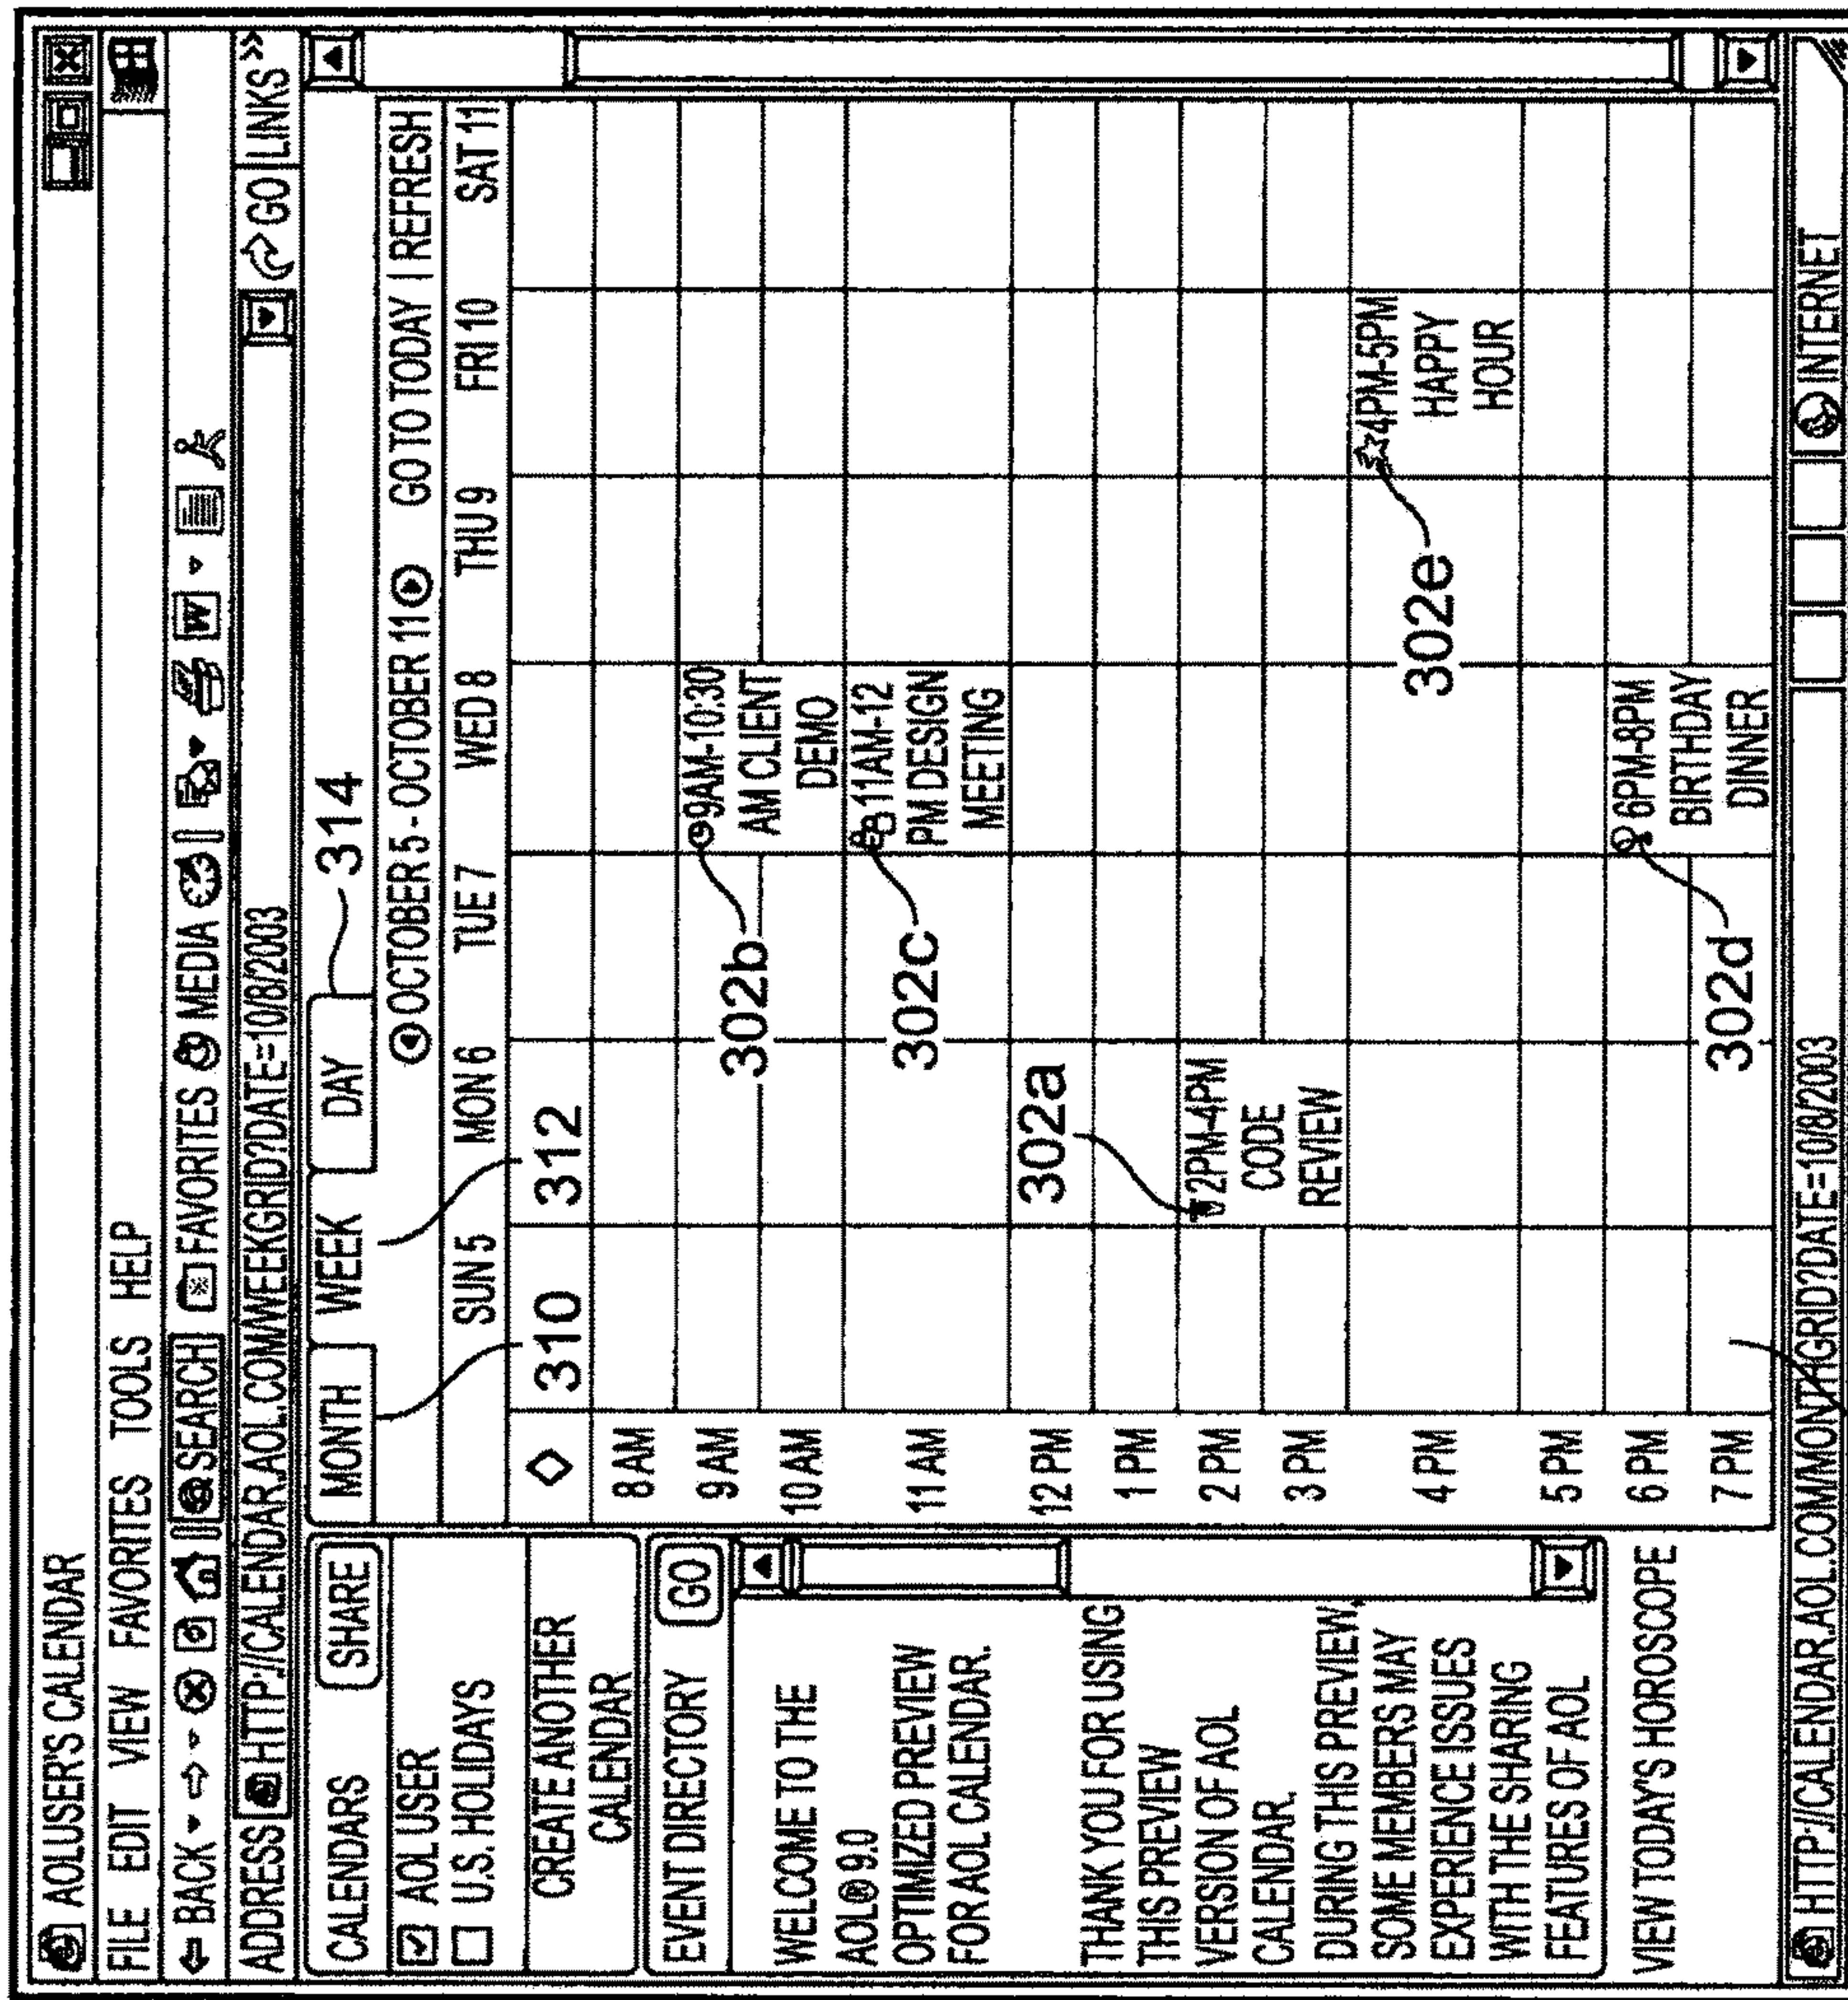 AOLUSER'S CALENDAR
FILE EDIT VIEW FAVORITES TOOLS HELP
BACK SEARCH FAVORITES MEDIA W
ADDRESS HTTP://CALENDAR.AOL.COM/WEEKGRID?DATE=10/8/2003 GO LINKS »
CALENDARS SHARE
AOL USER
U.S. HOLIDAYS
CREATE ANOTHER
CALENDAR
EVENT DIRECTORY GO
WELCOME TO THE
AOL® 9.0
OPTIMIZED PREVIEW
FOR AOL CALENDAR.
THANK YOU FOR USING
THIS PREVIEW
VERSION OF AOL
CALENDAR.
DURING THIS PREVIEW,
SOME MEMBERS MAY
EXPERIENCE ISSUES
WITH THE SHARING
FEATURES OF AOL
VIEW TODAY'S HOROSCOPE
MONTH WEEK DAY 314
OCTOBER 5 - OCTOBER 11 GO TO TODAY | REFRESH
SUN 5 MON 6 TUE 7 WED 8 THU 9 FRI 10 SAT 11
310 312
8 AM
9 AM
10 AM
11 AM
12 PM
1 PM
2 PM
3 PM
4 PM
5 PM
6 PM
7 PM
302b
9AM-10:30
AM CLIENT
DEMO
302c
11AM-12
PM DESIGN
MEETING
302a
2PM-4PM
CODE
REVIEW
302e
4PM-5PM
HAPPY
HOUR
302d
6PM-8PM
BIRTHDAY
DINNER
HTTP://CALENDAR.AOL.COM/MONTHGRID?DATE=10/8/2003 INTERNET